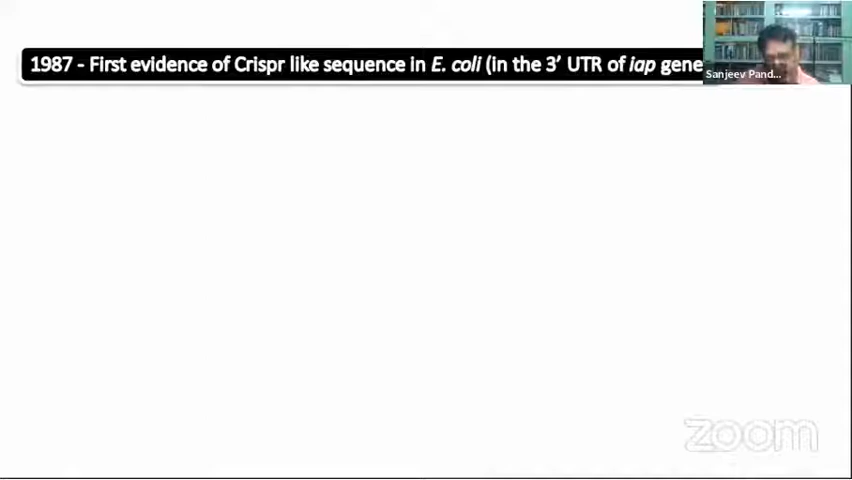 1987 - First evidence of Crispr like sequence in E. coli (in the 3’ UTR of iap gene
Sanjeev Pand...
zoom